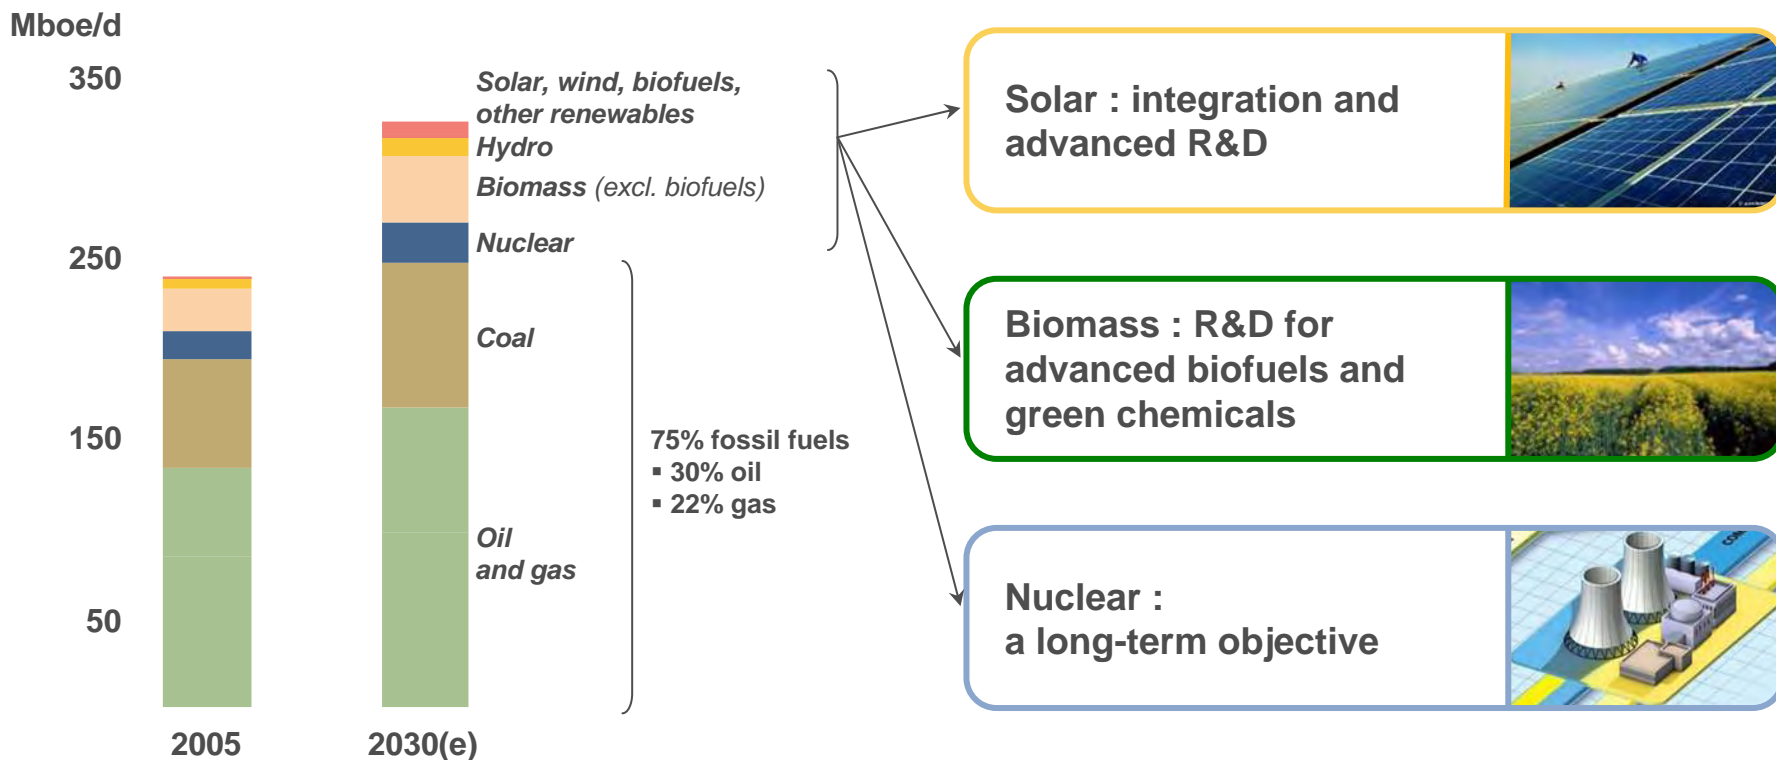 Mboe/d
350
250
150
50
2005
2030(e)
Solar, wind, biofuels,
other renewables
Hydro
Biomass (excl. biofuels)
Nuclear
Coal
Oil
and gas
75% fossil fuels
▪ 30% oil
▪ 22% gas
Solar : integration and
advanced R&D
Biomass : R&D for
advanced biofuels and
green chemicals
Nuclear :
a long-term objective